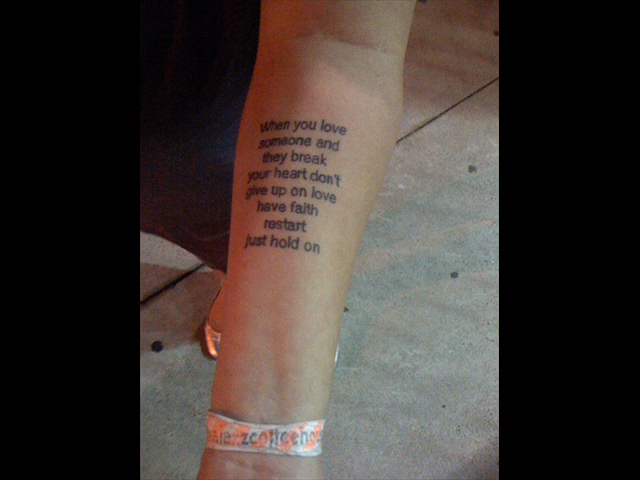 When you love
someone and
they break
your heart don't
give up on love
have faith
restart
just hold on